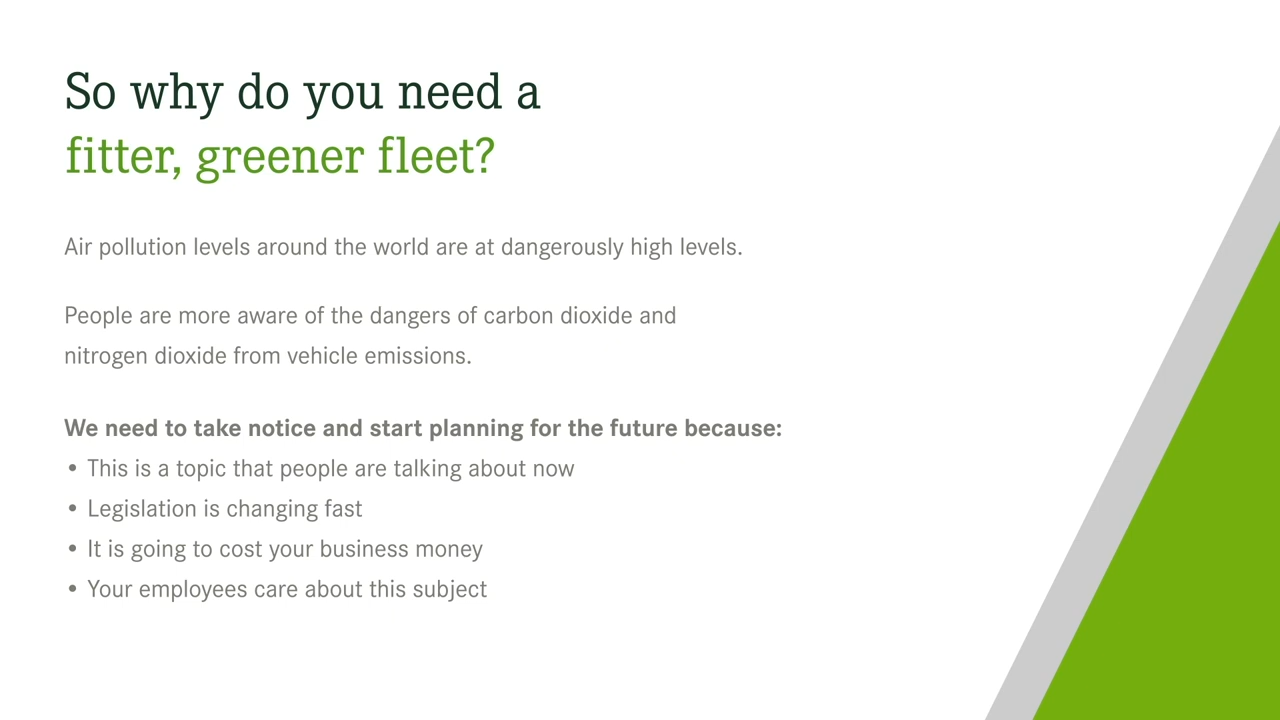 So why do you need a
fitter, greener fleet?
Air pollution levels around the world are at dangerously high levels.
People are more aware of the dangers of carbon dioxide and
nitrogen dioxide from vehicle emissions.
We need to take notice and start planning for the future because:
• This is a topic that people are talking about now
• Legislation is changing fast
• It is going to cost your business money
• Your employees care about this subject